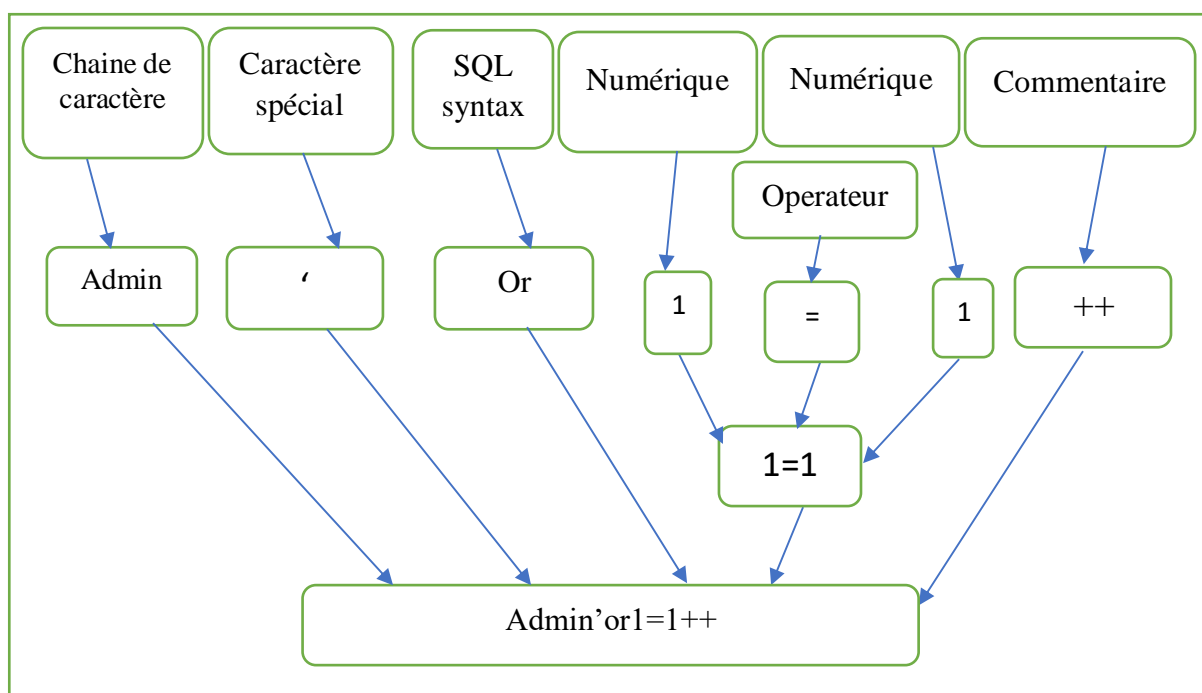 Chaine de
caractère
Caractère
spécial
SQL
syntax
Numérique
Numérique
Commentaire
Operateur
Admin
‘
Or
1
=
1
++
1=1
Admin’or1=1++